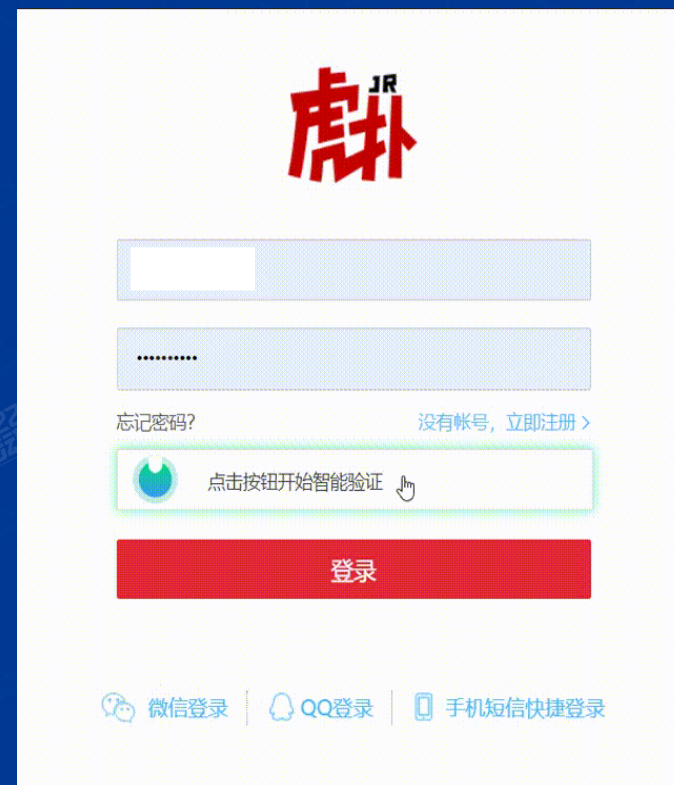 虎扑
JR
忘记密码?
没有帐号，立即注册 >
点击按钮开始智能验证
登录
微信登录
QQ登录
手机短信快捷登录